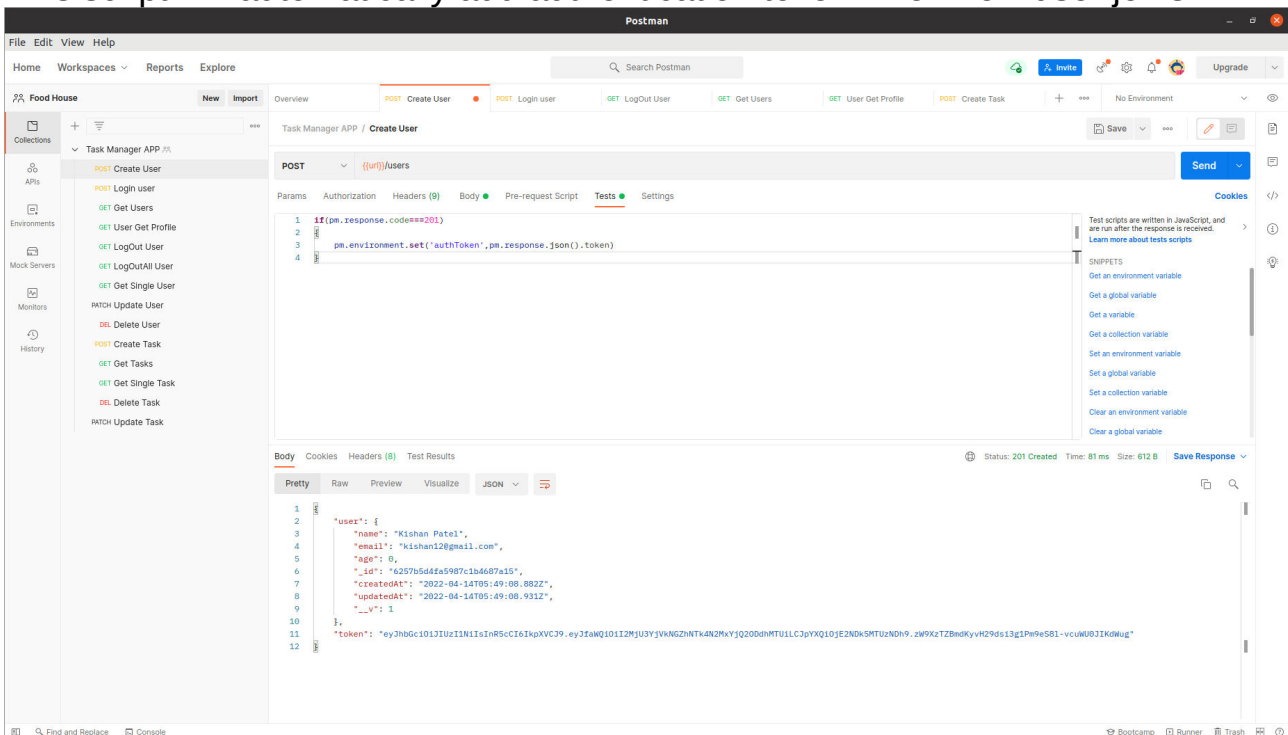 Postman
File Edit View Help
Home Workspaces Reports Explore
Search Postman
Invite
Upgrade
Food House
New Import
Overview
POST Create User
POST Login user
GET LogOut User
GET Get Users
GET User Get Profile
POST Create Task
No Environment
Collections
APIs
Environments
Mock Servers
Monitors
History
Task Manager APP
POST Create User
POST Login user
GET Get Users
GET User Get Profile
GET LogOut User
GET LogOutAll User
GET Get Single User
PATCH Update User
DEL Delete User
POST Create Task
GET Get Tasks
GET Get Single Task
DEL Delete Task
PATCH Update Task
Task Manager APP / Create User
Save
POST {{url}}/users
Send
Params Authorization Headers (9) Body Pre-request Script Tests Settings
Cookies
1 if(pm.response.code===201)
2 {
3 pm.environment.set('authToken',pm.response.json().token)
4 }
Test scripts are written in JavaScript, and
are run after the response is received.
Learn more about tests scripts
SNIPPETS
Get an environment variable
Get a global variable
Get a variable
Get a collection variable
Set an environment variable
Set a global variable
Set a collection variable
Clear an environment variable
Clear a global variable
Body Cookies Headers (8) Test Results
Status: 201 Created Time: 81 ms Size: 612 B Save Response
Pretty Raw Preview Visualize JSON
1 {
2 "user": {
3 "name": "Kishan Patel",
4 "email": "kishan12@gmail.com",
5 "age": 0,
6 "_id": "6257b5d4fa5987c1b4687a15",
7 "createdAt": "2022-04-14T05:49:08.882Z",
8 "updatedAt": "2022-04-14T05:49:08.931Z",
9 "__v": 1
10 },
11 "token":
12 }
Find and Replace Console
Bootcamp Runner Trash